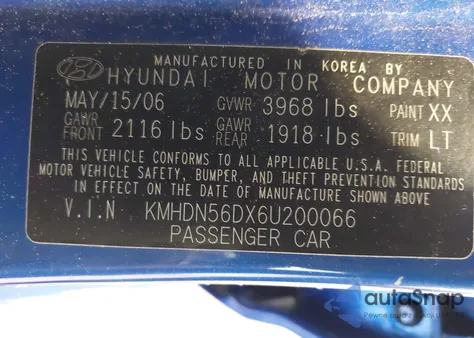 MANUFACTURED IN KOREA BY
HYUNDAI MOTOR COMPANY
MAY/15/06 GVWR 3968 lbs PAINT XX
GAWR FRONT 2116 lbs GAWR REAR 1918 lbs TRIM LT
THIS VEHICLE CONFORMS TO ALL APPLICABLE U.S.A. FEDERAL
MOTOR VEHICLE SAFETY, BUMPER, AND THEFT PREVENTION STANDARDS
IN EFFECT ON THE DATE OF MANUFACTURE SHOWN ABOVE
V.I.N KMHDN56DX6U200066
PASSENGER CAR
autoSnap